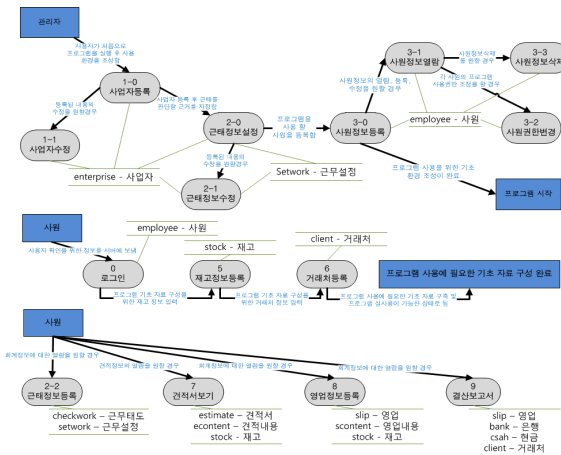 관리자
사용자가 처음으로
프로그램을 실행 후 사용
환경을 조성함
1-0
사업자등록
등록된 내용의
수정을 원할경우
사업자 등록 후 근태를
판단할 근거를 지정함
1-1
사업자수정
2-0
근태정보설정
등록된 내용의
수정을 원할경우
2-1
근태정보수정
enterprise - 사업자
Setwork - 근무설정
프로그램을
사용 할
사원을 등록함
사원정보의 열람, 등록,
수정을 원할 경우
3-0
사원정보등록
3-1
사원정보열람
사원정보삭제
를 원할 경우
3-3
사원정보삭제
각 사원의 프로그램
사용권한 조정을 할 경우
3-2
사원권한변경
employee - 사원
프로그램 사용을 위한 기초
환경 조성이 완료
프로그램 시작
사원
사용자 확인을 위한 정보를 서버에 보냄
employee - 사원
0
로그인
프로그램 기초 자료 구성을
위한 재고 정보 입력
stock - 재고
5
재고정보등록
프로그램 기초 자료 구성을
위한 거래처 정보 입력
client - 거래처
6
거래처등록
프로그램 사용에 필요한 기초 자료 구축 및
프로그램 실사용이 가능한 상태로 됨
프로그램 사용에 필요한 기초 자료 구성 완료
사원
회계정보에 대한 열람을 원할 경우
견적정보의 열람을 원할 경우
회계정보에 대한 열람을 원할 경우
회계정보에 대한 열람을 원할 경우
2-2
근태정보등록
checkwork – 근무태도
setwork – 근무설정
7
견적서보기
estimate – 견적서
econtent – 견적내용
stock - 재고
8
영업정보등록
slip – 영업
scontent – 영업내용
stock – 재고
9
결산보고서
slip – 영업
bank – 은행
csah – 현금
client – 거래처